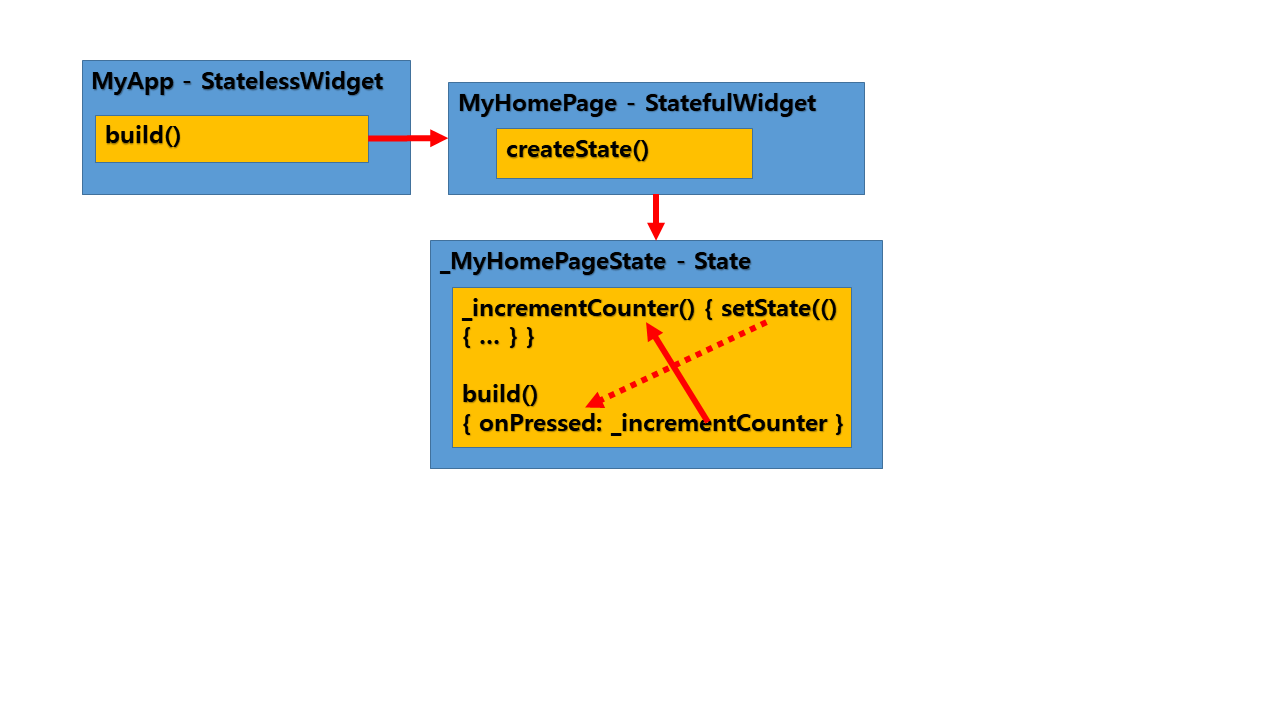 MyApp - StatelessWidget
build()
MyHomePage - StatefulWidget
createState()
_MyHomePageState - State
_incrementCounter() { setState(()
{ ... } }
build()
{ onPressed: _incrementCounter }